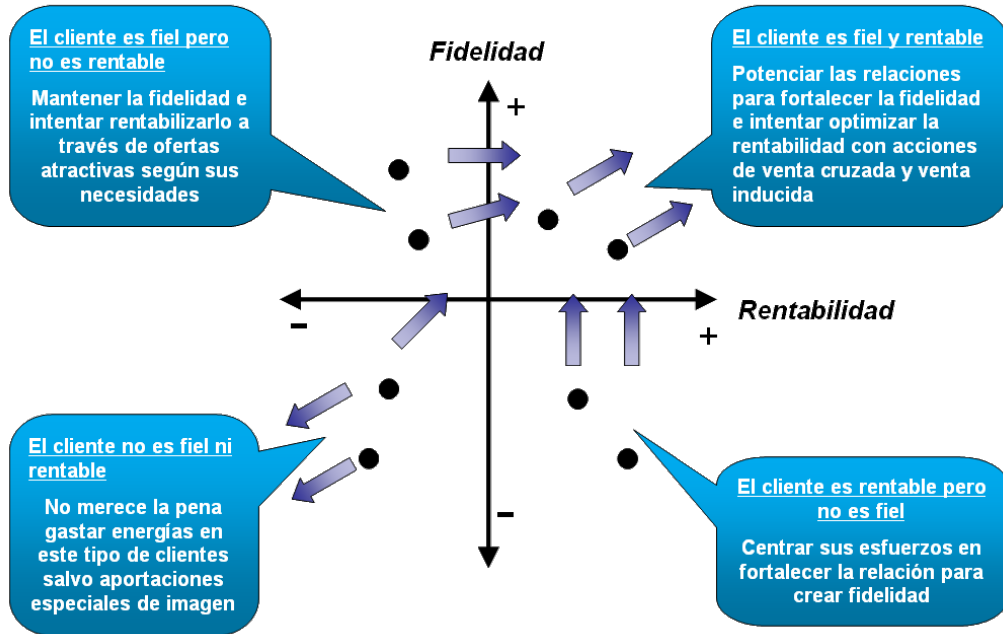 El cliente es fiel pero
no es rentable
Mantener la fidelidad e
intentar rentabilizarlo a
través de ofertas
atractivas según sus
necesidades
Fidelidad
+
El cliente es fiel y rentable
Potenciar las relaciones
para fortalecer la fidelidad
e intentar optimizar la
rentabilidad con acciones
de venta cruzada y venta
inducida
–
Rentabilidad
+
El cliente no es fiel ni
rentable
No merece la pena
gastar energías en
este tipo de clientes
salvo aportaciones
especiales de imagen
–
El cliente es rentable pero
no es fiel
Centrar sus esfuerzos en
fortalecer la relación para
crear fidelidad